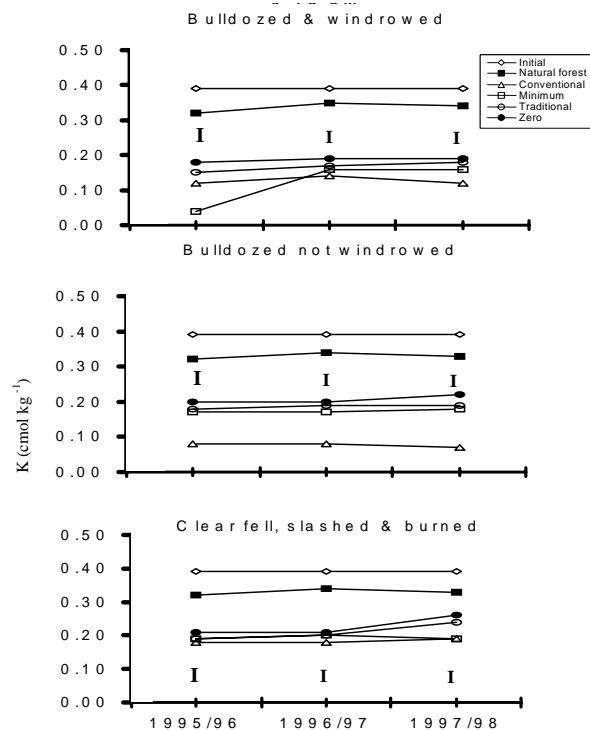 Bulldozed & windrowed
0.50
0.40
0.30
0.20
0.10
0.00
Initial
Natural forest
Conventional
Minimum
Traditional
Zero
I I I
Bulldozed not windrowed
0.50
0.40
0.30
0.20
0.10
0.00
K (cmol kg⁻¹)
I I I
Clearfell, slashed & burned
0.50
0.40
0.30
0.20
0.10
0.00
I I I
1995/96 1996/97 1997/98